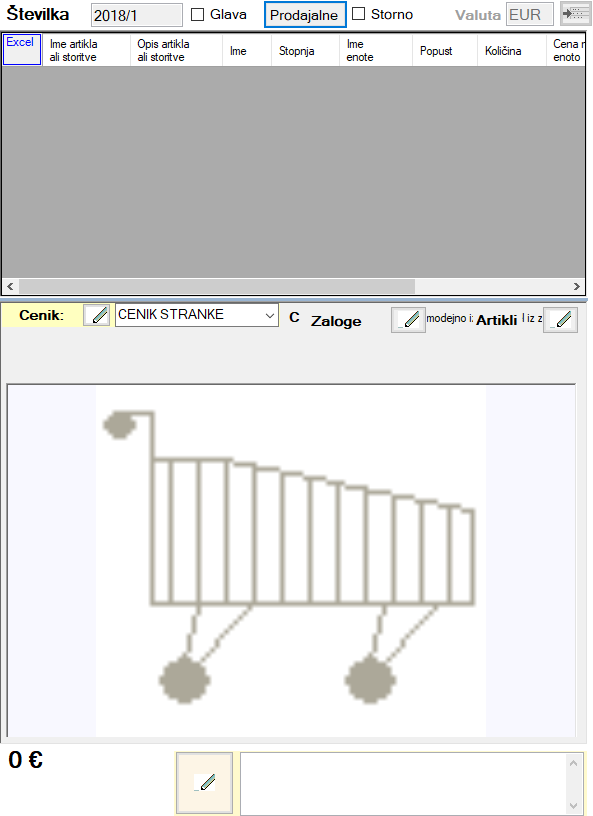 Številka 2018/1 Glava Prodajalne Storno Valuta EUR
Excel
Ime artikla
ali storitve
Opis artikla
ali storitve
Ime
Stopnja
Ime
enote
Popust
Količina
Cena
enoto
Cenik: CENIK STRANKE C Zaloge modejno Artikli iz z
0 €